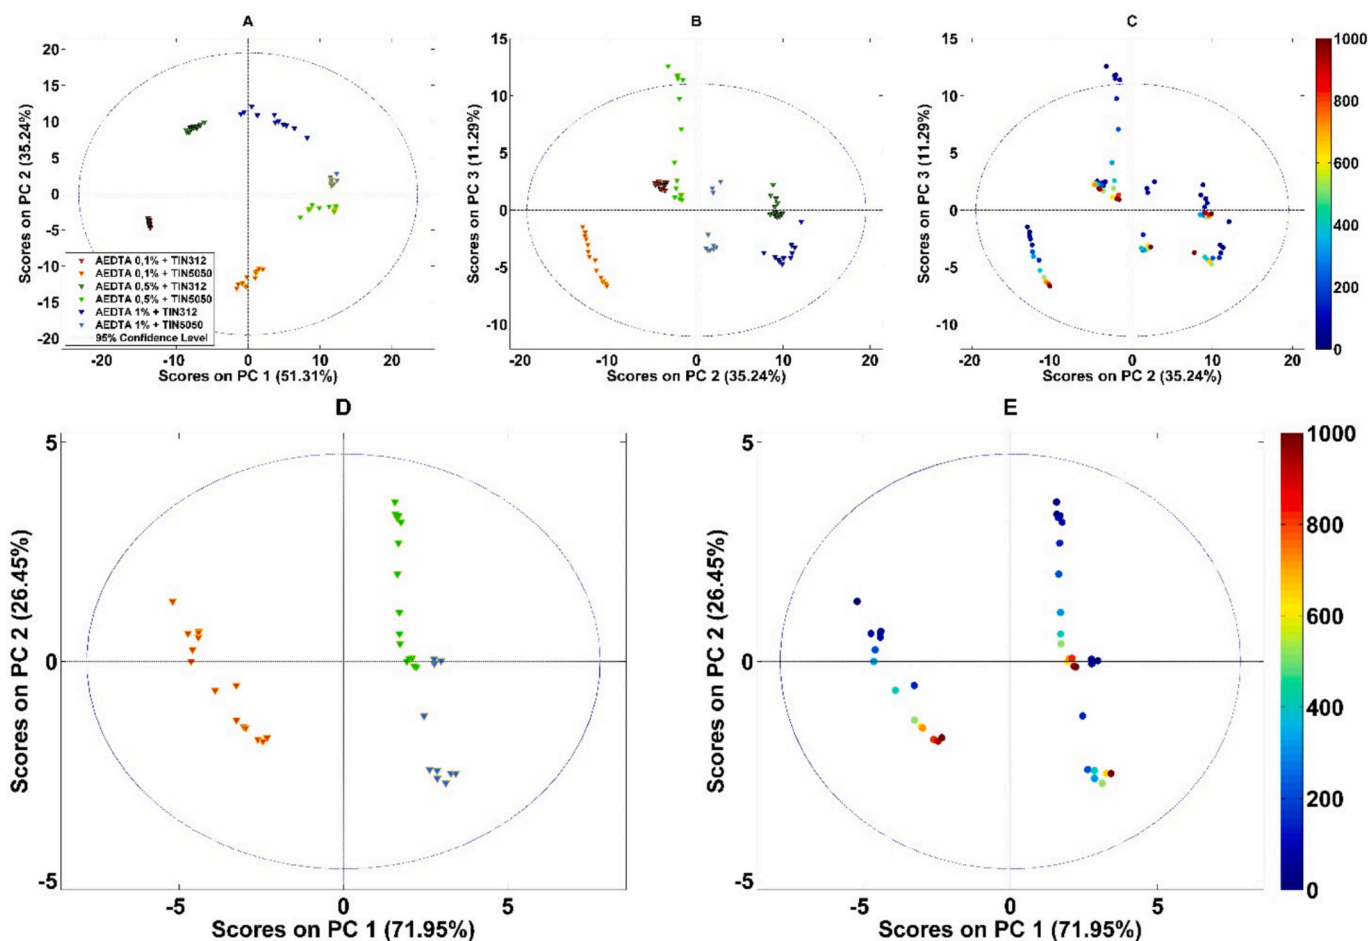 A
B
C
Scores on PC 2 (35.24%)
20
15
10
5
0
-5
-10
-15
-20
AEDTA 0,1% + TIN312
AEDTA 0,1% + TIN5050
AEDTA 0,5% + TIN312
AEDTA 0,5% + TIN5050
AEDTA 1% + TIN312
AEDTA 1% + TIN5050
95% Confidence Level
-20 -10 0 10 20
Scores on PC 1 (51.31%)
Scores on PC 3 (11.29%)
15
10
5
0
-5
-10
-20 -10 0 10 20
Scores on PC 2 (35.24%)
Scores on PC 3 (11.29%)
15
10
5
0
-5
-10
-20 -10 0 10 20
Scores on PC 2 (35.24%)
1000
800
600
400
200
0
D
E
Scores on PC 2 (26.45%)
5
0
-5
-5 0 5
Scores on PC 1 (71.95%)
Scores on PC 2 (26.45%)
5
0
-5
-5 0 5
Scores on PC 1 (71.95%)
1000
800
600
400
200
0